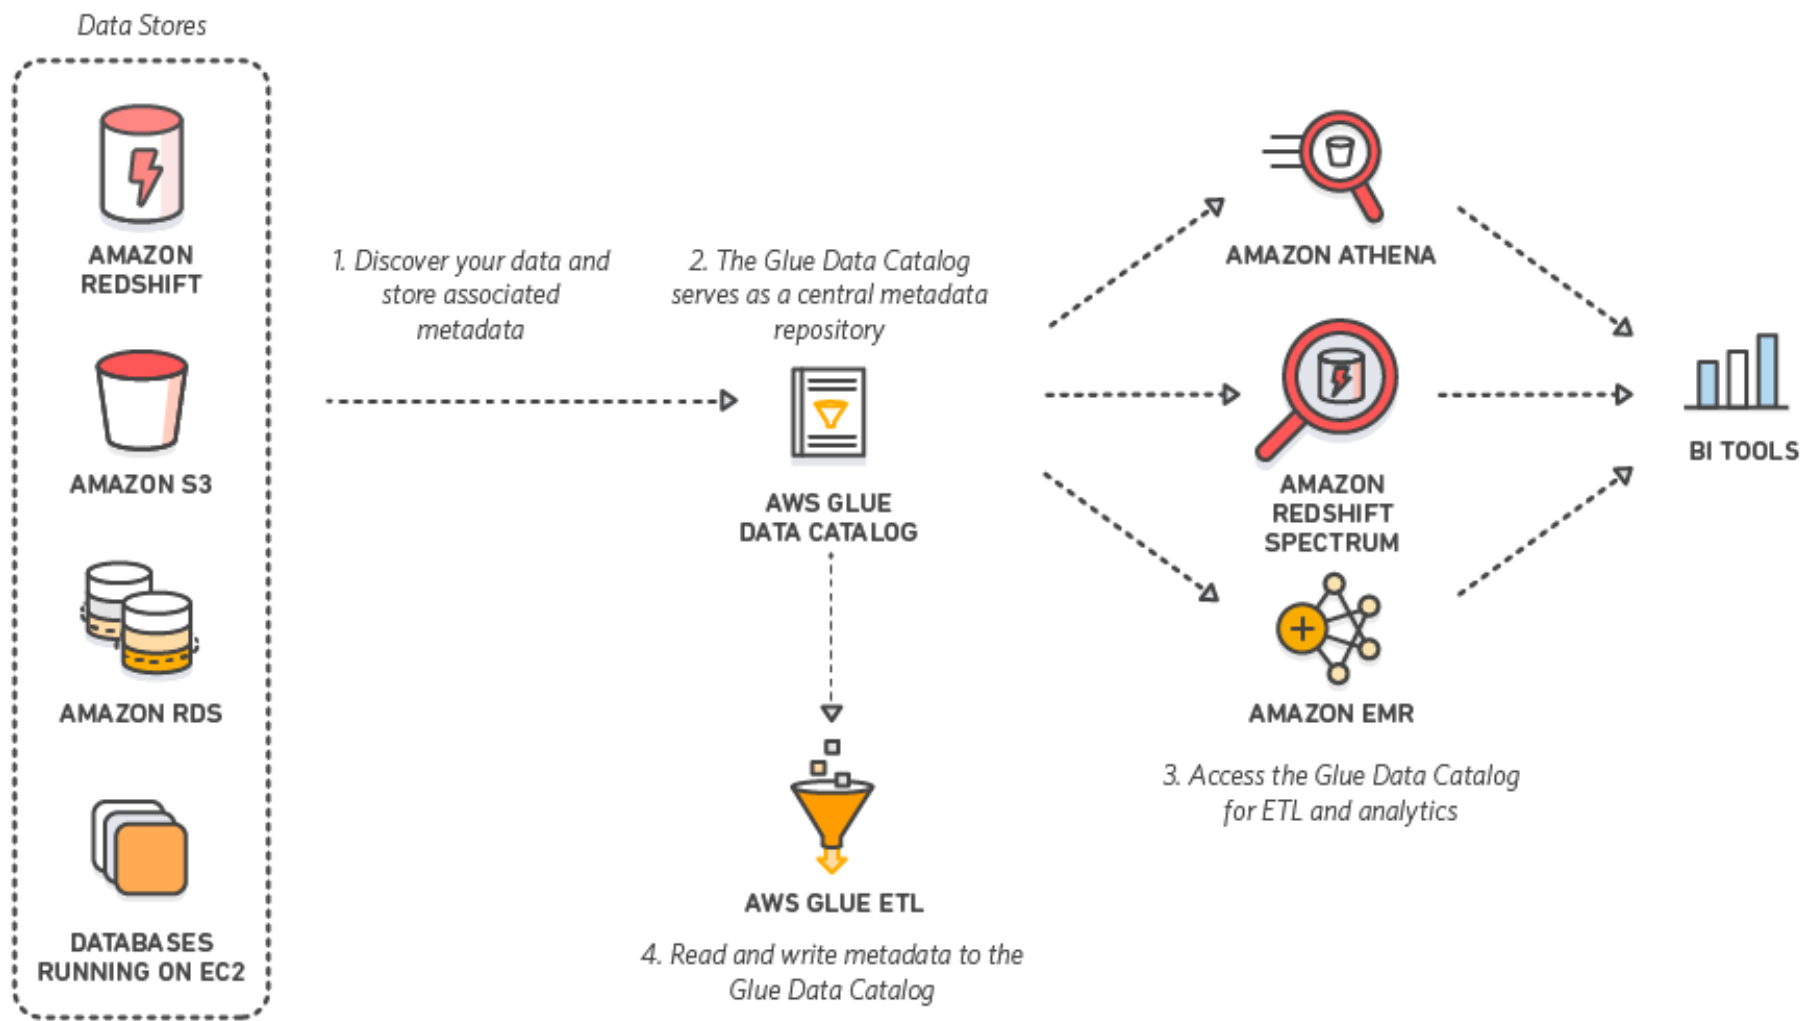 Data Stores
AMAZON
REDSHIFT
AMAZON S3
AMAZON RDS
DATABASES
RUNNING ON EC2
1. Discover your data and
store associated
metadata
2. The Glue Data Catalog
serves as a central metadata
repository
AWS GLUE
DATA CATALOG
AWS GLUE ETL
4. Read and write metadata to the
Glue Data Catalog
AMAZON ATHENA
AMAZON
REDSHIFT
SPECTRUM
AMAZON EMR
3. Access the Glue Data Catalog
for ETL and analytics
BI TOOLS